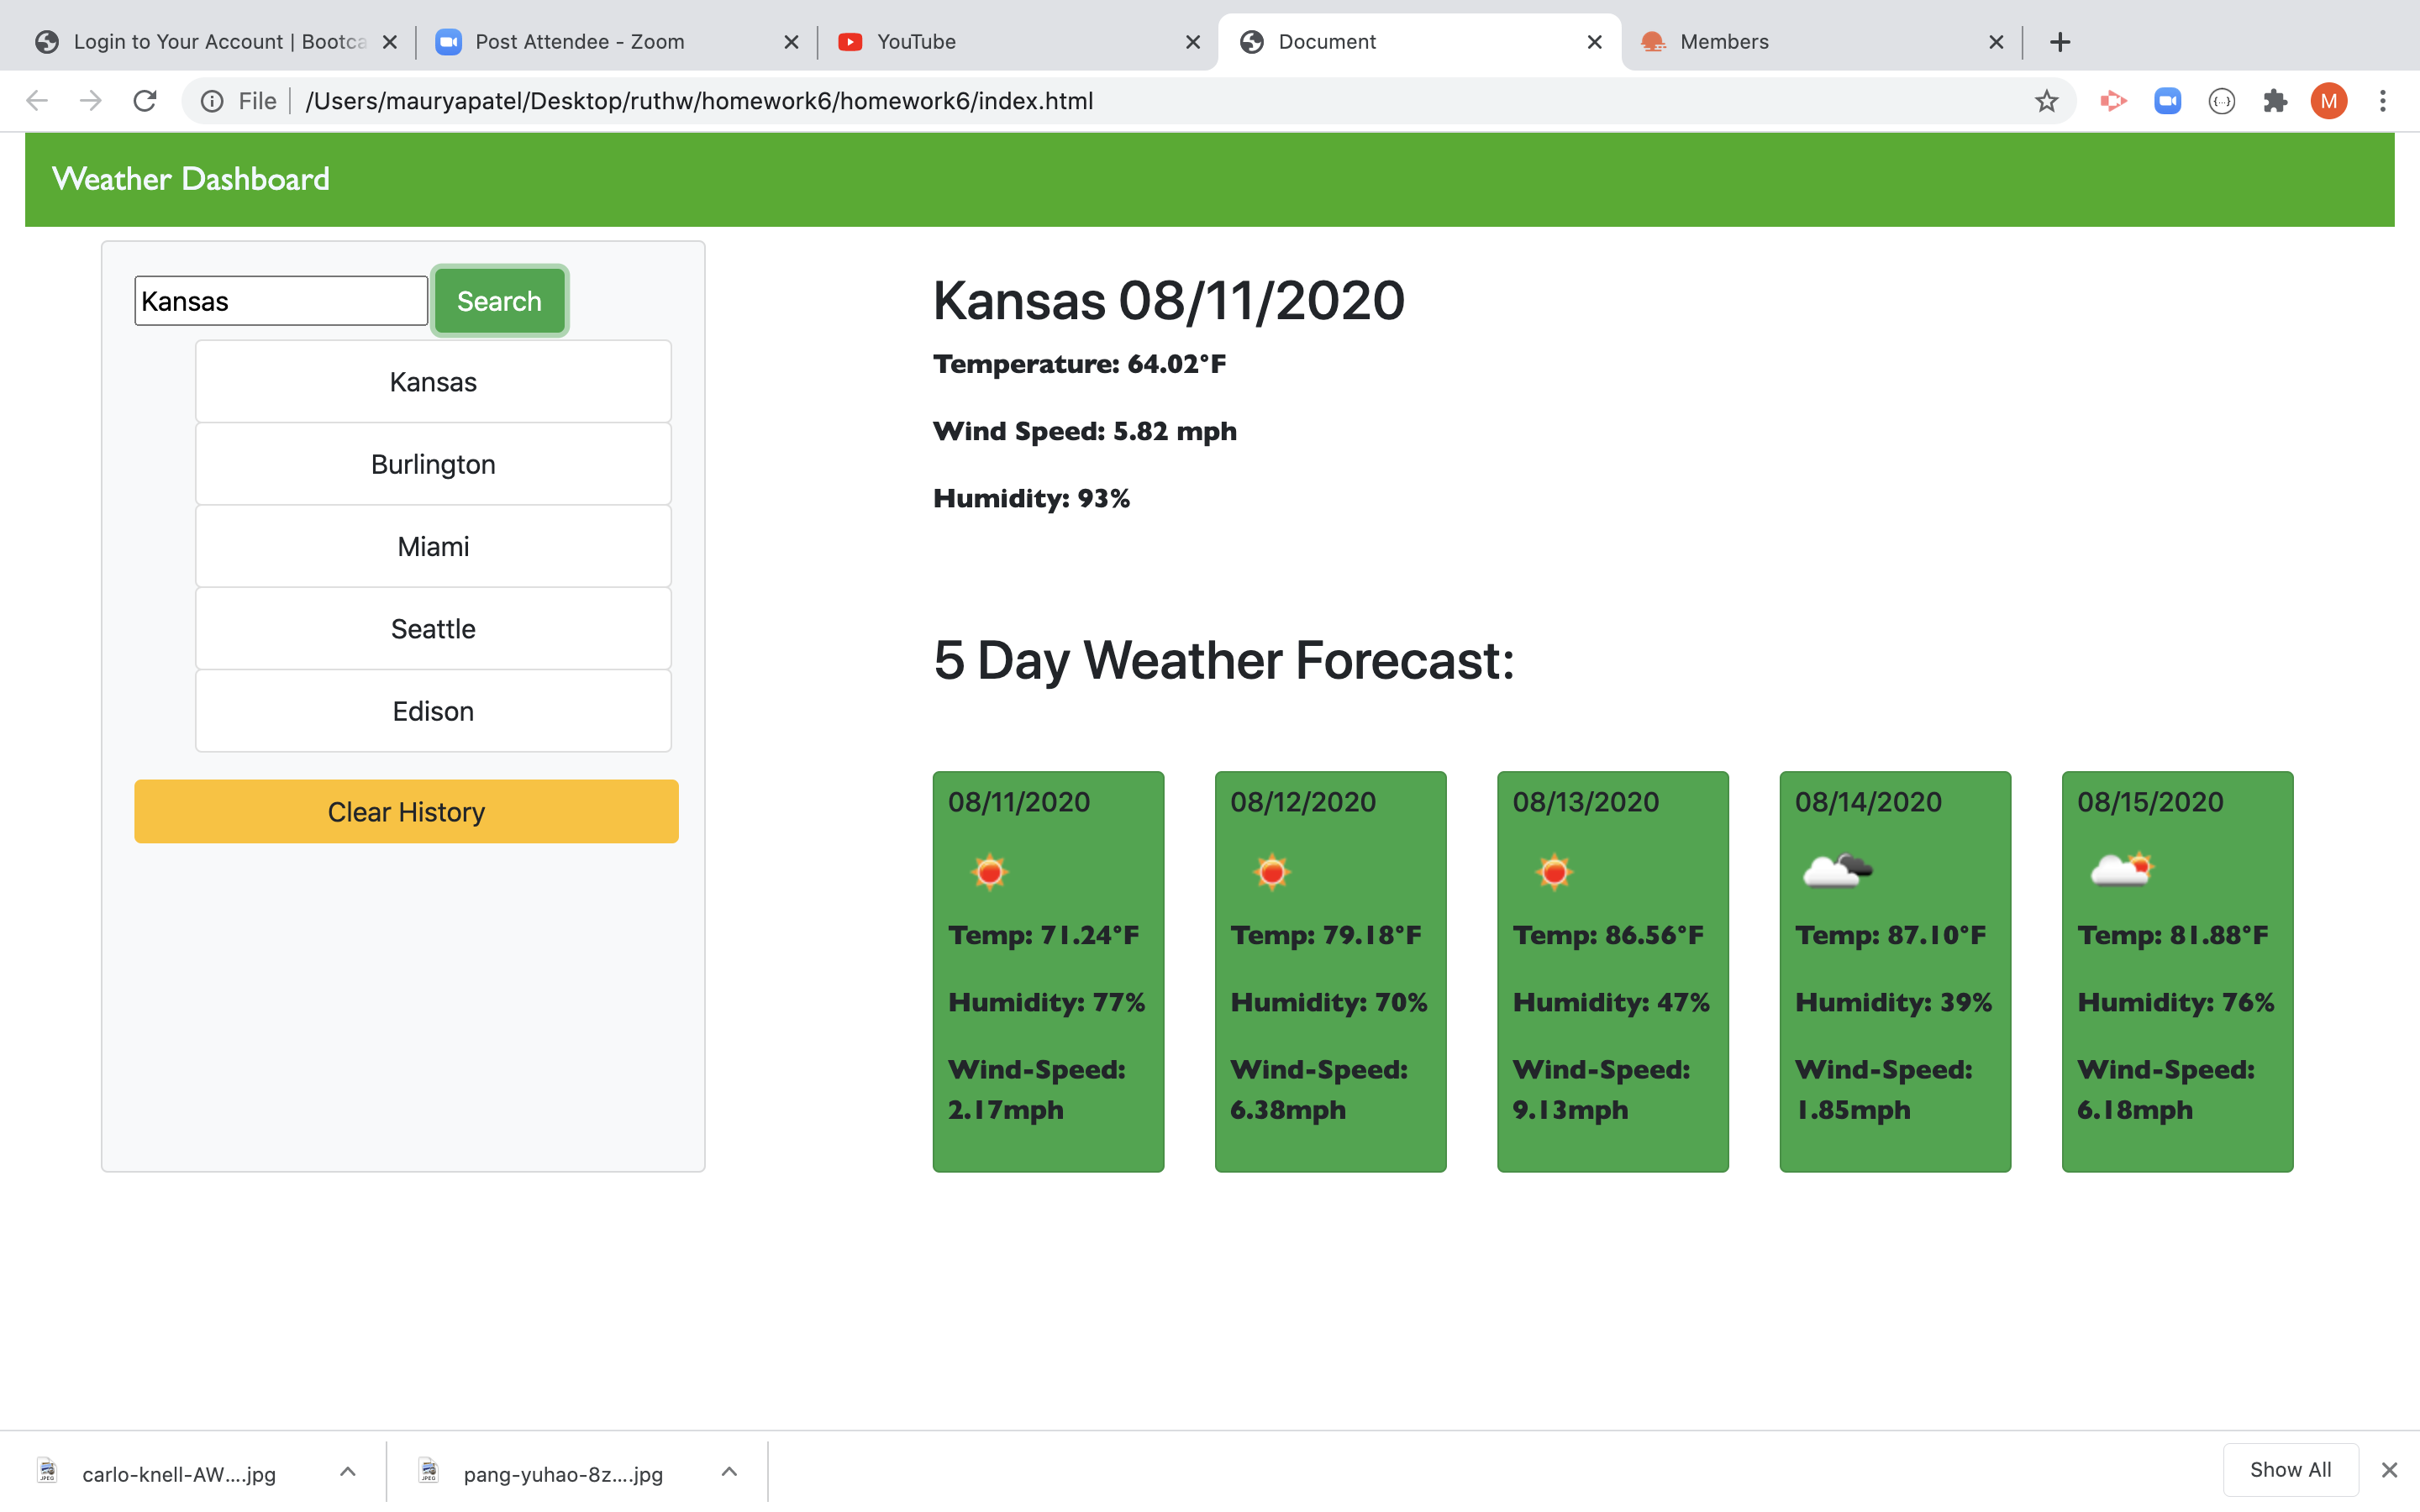 Login to Your Account | Bootca
Post Attendee - Zoom
YouTube
Document
Members
File
/Users/mauryapatel/Desktop/ruthw/homework6/homework6/index.html
M
Weather Dashboard
Kansas
Search
Kansas
Burlington
Miami
Seattle
Edison
Clear History
Kansas 08/11/2020
Temperature: 64.02°F
Wind Speed: 5.82 mph
Humidity: 93%
5 Day Weather Forecast:
08/11/2020
Temp: 71.24°F
Humidity: 77%
Wind-Speed:
2.17mph
08/12/2020
Temp: 79.18°F
Humidity: 70%
Wind-Speed:
6.38mph
08/13/2020
Temp: 86.56°F
Humidity: 47%
Wind-Speed:
9.13mph
08/14/2020
Temp: 87.10°F
Humidity: 39%
Wind-Speed:
1.85mph
08/15/2020
Temp: 81.88°F
Humidity: 76%
Wind-Speed:
6.18mph
JPEG
carlo-knell-AW....jpg
JPEG
pang-yuhao-8z....jpg
Show All